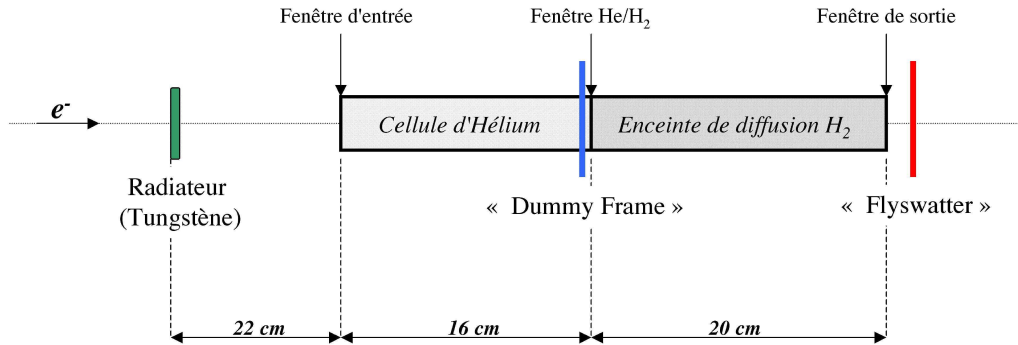 Fenêtre d'entrée
Fenêtre He/H₂
Fenêtre de sortie
e⁻
Cellule d'Hélium
Enceinte de diffusion H₂
Radiateur
(Tungstène)
« Dummy Frame »
« Flyswatter »
22 cm
16 cm
20 cm